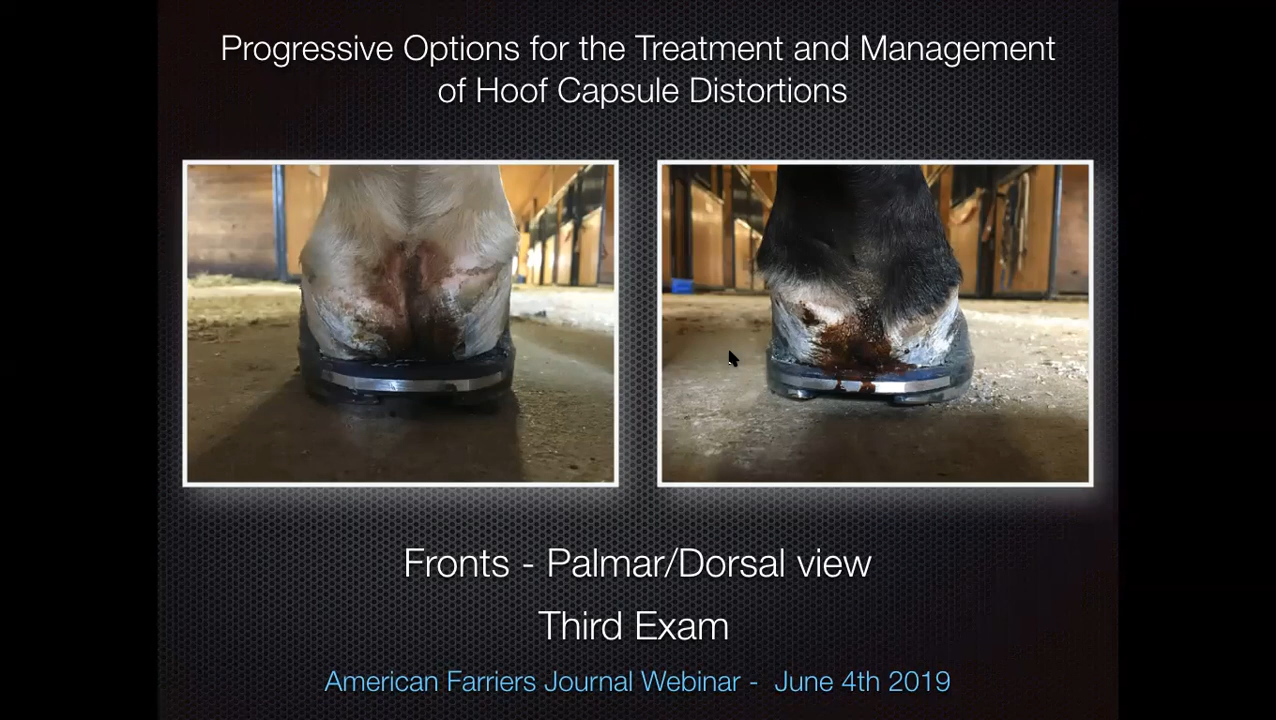 Progressive Options for the Treatment and Management
of Hoof Capsule Distortions
Fronts - Palmar/Dorsal view
Third Exam
American Farriers Journal Webinar - June 4th 2019